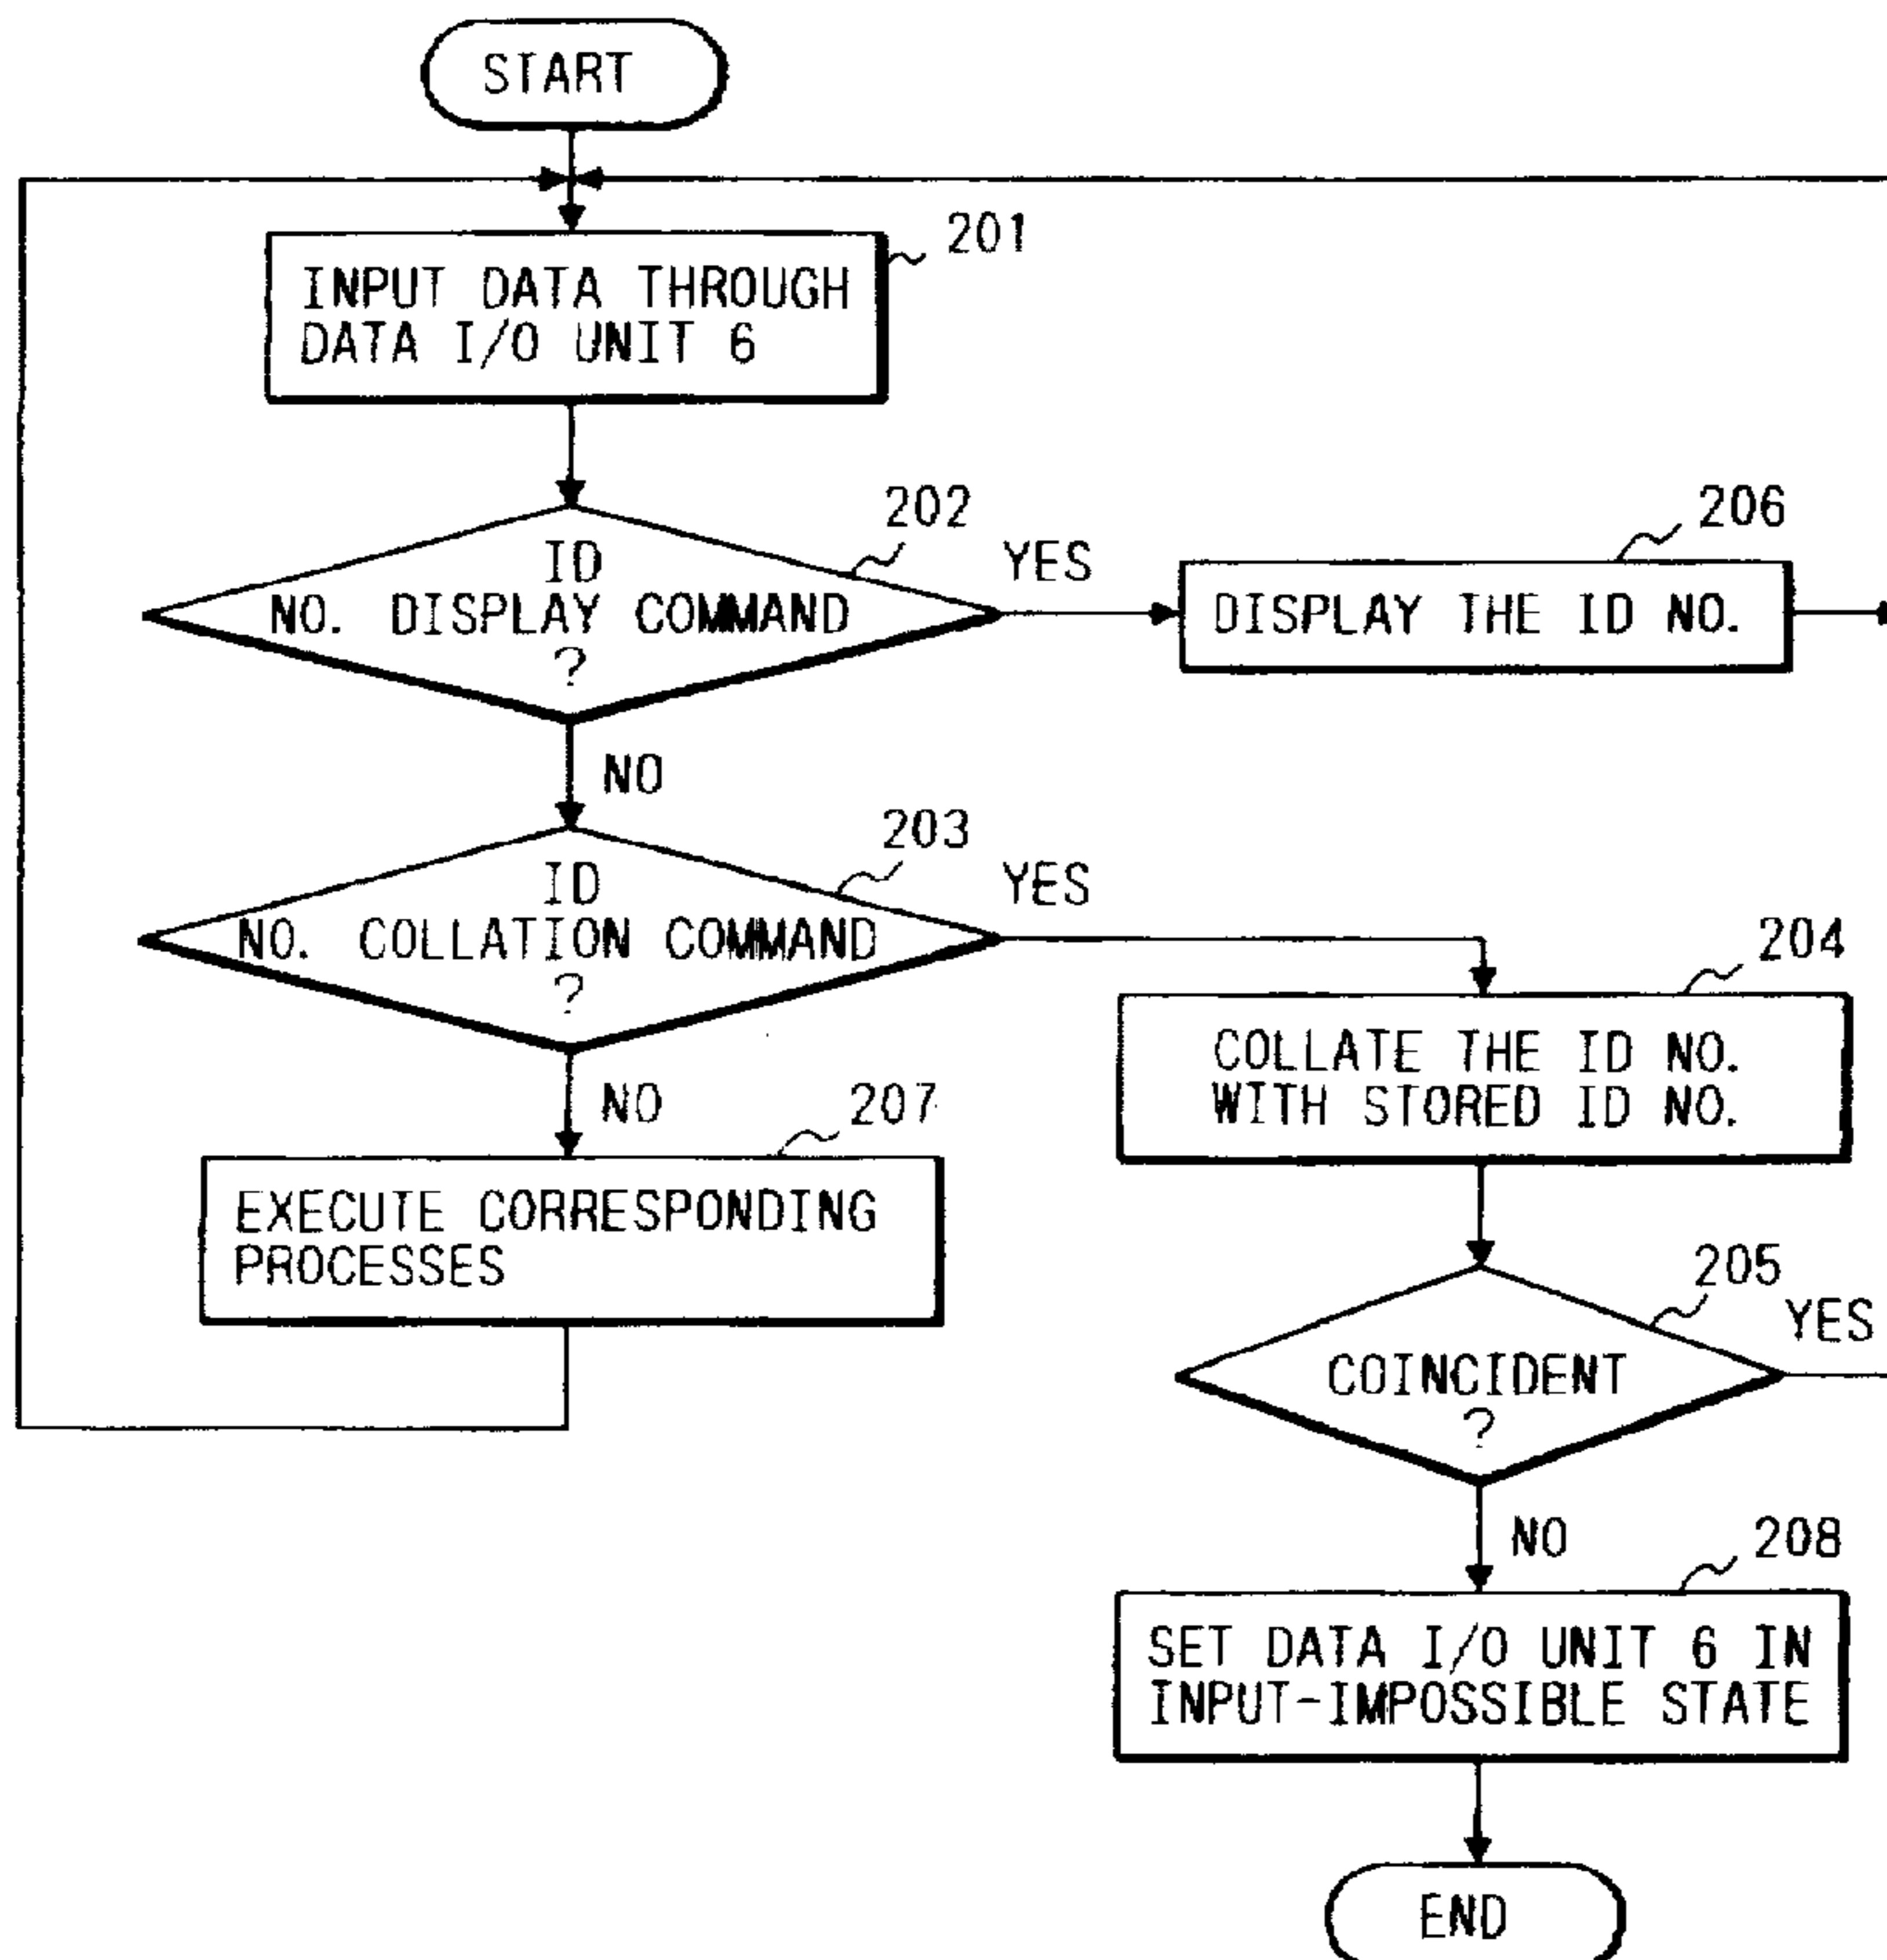 START
201
INPUT DATA THROUGH
DATA I/O UNIT 6
202
ID
NO. DISPLAY COMMAND
?
YES
206
DISPLAY THE ID NO.
NO
203
ID
NO. COLLATION COMMAND
?
YES
204
COLLATE THE ID NO.
WITH STORED ID NO.
NO
207
EXECUTE CORRESPONDING
PROCESSES
205
COINCIDENT
?
YES
NO
208
SET DATA I/O UNIT 6 IN
INPUT-IMPOSSIBLE STATE
END